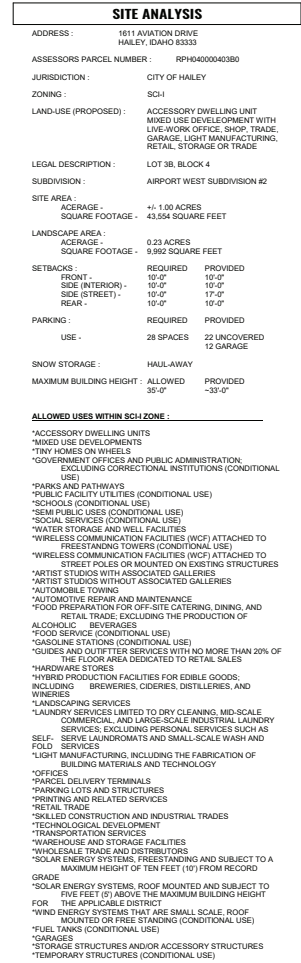 SITE ANALYSIS
ADDRESS : 1611 AVIATION DRIVE
HAILEY, IDAHO 83333
ASSESSORS PARCEL NUMBER : RPH040000403B0
JURISDICTION : CITY OF HAILEY
ZONING : SCI-I
LAND-USE (PROPOSED) : ACCESSORY DWELLING UNIT
MIXED USE DEVELEOPMENT WITH
LIVE-WORK OFFICE, SHOP, TRADE,
GARAGE, LIGHT MANUFACTURING,
RETAIL, STORAGE OR TRADE
LEGAL DESCRIPTION : LOT 3B, BLOCK 4
SUBDIVISION : AIRPORT WEST SUBDIVISION #2
SITE AREA :
ACERAGE - +/- 1.00 ACRES
SQUARE FOOTAGE - 43,554 SQUARE FEET
LANDSCAPE AREA :
ACERAGE - 0.23 ACRES
SQUARE FOOTAGE - 9,992 SQUARE FEET
SETBACKS : REQUIRED PROVIDED
FRONT - 10'-0" 10'-0"
SIDE (INTERIOR) - 10'-0" 10'-0"
SIDE (STREET) - 10'-0" 17'-0"
REAR - 10'-0" 10'-0"
PARKING : REQUIRED PROVIDED
USE - 28 SPACES 22 UNCOVERED
12 GARAGE
SNOW STORAGE : HAUL-AWAY
MAXIMUM BUILDING HEIGHT : ALLOWED PROVIDED
35'-0" ~33'-0"
ALLOWED USES WITHIN SCI-I ZONE :
*ACCESSORY DWELLING UNITS
*MIXED USE DEVELOPMENTS
*TINY HOMES ON WHEELS
*GOVERNMENT OFFICES AND PUBLIC ADMINISTRATION;
EXCLUDING CORRECTIONAL INSTITUTIONS (CONDITIONAL
USE)
*PARKS AND PATHWAYS
*PUBLIC FACILITY UTILITIES (CONDITIONAL USE)
*SCHOOLS (CONDITIONAL USE)
*SEMI PUBLIC USES (CONDITIONAL USE)
*SOCIAL SERVICES (CONDITIONAL USE)
*WATER STORAGE AND WELL FACILITIES
*WIRELESS COMMUNICATION FACILITIES (WCF) ATTACHED TO
FREESTANDNG TOWERS (CONDITIONAL USE)
*WIRELESS COMMUNICATION FACILITIES (WCF) ATTACHED TO
STREET POLES OR MOUNTED ON EXISTING STRUCTURES
*ARTIST STUDIOS WITH ASSOCIATED GALLERIES
*ARTIST STUDIOS WITHOUT ASSOCIATED GALLERIES
*AUTOMOBILE TOWING
*AUTOMOTIVE REPAIR AND MAINTENANCE
*FOOD PREPARATION FOR OFF-SITE CATERING, DINING, AND
RETAIL TRADE; EXCLUDING THE PRODUCTION OF
ALCOHOLIC BEVERAGES
*FOOD SERVICE (CONDITIONAL USE)
*GASOLINE STATIONS (CONDITIONAL USE)
*GUIDES AND OUTIFTTER SERVICES WITH NO MORE THAN 20% OF
THE FLOOR AREA DEDICATED TO RETAIL SALES
*HARDWARE STORES
*HYBRID PRODUCTION FACILITIES FOR EDIBLE GOODS;
INCLUDING BREWERIES, CIDERIES, DISTILLERIES, AND
WINERIES
*LANDSCAPING SERVICES
*LAUNDRY SERVICES LIMITED TO DRY CLEANING, MID-SCALE
COMMERCIAL, AND LARGE-SCALE INDUSTRIAL LAUNDRY
SERVICES; EXCLUDING PERSONAL SERVICES SUCH AS
SELF- SERVE LAUNDROMATS AND SMALL-SCALE WASH AND
FOLD SERVICES
*LIGHT MANUFACTURING, INCLUDING THE FABRICATION OF
BUILDING MATERIALS AND TECHNOLOGY
*OFFICES
*PARCEL DELIVERY TERMINALS
*PARKING LOTS AND STRUCTURES
*PRINTING AND RELATED SERVICES
*RETAIL TRADE
*SKILLED CONSTRUCTION AND INDUSTRIAL TRADES
*TECHNOLOGICAL DEVELOPMENT
*TRANSPORTATION SERVICES
*WAREHOUSE AND STORAGE FACILITIES
*WHOLESALE TRADE AND DISTRIBUTORS
*SOLAR ENERGY SYSTEMS, FREESTANDING AND SUBJECT TO A
MAXIMUM HEIGHT OF TEN FEET (10') FROM RECORD
GRADE
*SOLAR ENERGY SYSTEMS, ROOF MOUNTED AND SUBJECT TO
FIVE FEET (5') ABOVE THE MAXIMUM BUILDING HEIGHT
FOR THE APPLICABLE DISTRICT
*WIND ENERGY SYSTEMS THAT ARE SMALL SCALE, ROOF
MOUNTED OR FREE STANDING (CONDITIONAL USE)
*FUEL TANKS (CONDITIONAL USE)
*GARAGES
*STORAGE STRUCTURES AND/OR ACCESSORY STRUCTURES
*TEMPORARY STRUCTURES (CONDITIONAL USE)